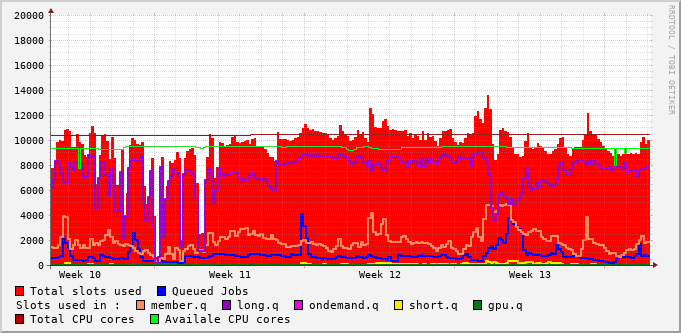 20000
18000
16000
14000
12000
10000
8000
6000
4000
2000
0
Week 10 Week 11 Week 12 Week 13
RRDTOOL / TOBI OETIKER
Total slots used Queued Jobs
Slots used in : member.q long.q ondemand.q short.q gpu.q
Total CPU cores Availale CPU cores